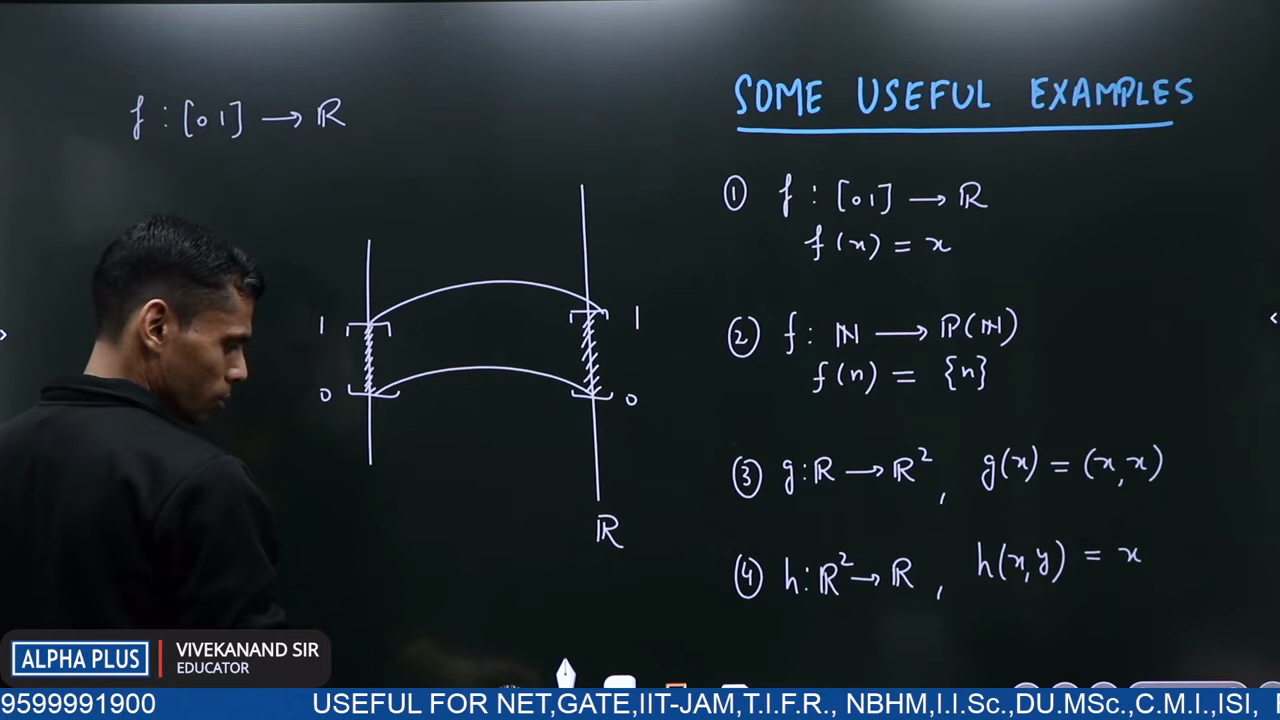 f : [0 1] → ℝ
1
0
1
0
ℝ
SOME USEFUL EXAMPLES
① f : [0 1] → ℝ
f(x) = x
② f : ℕ → ℙ(ℕ)
f(n) = {n}
③ g : ℝ → ℝ², g(x) = (x, x)
④ h : ℝ² → ℝ, h(x, y) = x
ALPHA PLUS
VIVEKANAND SIR
EDUCATOR
9599991900 USEFUL FOR NET,GATE,IIT-JAM,T.I.F.R., NBHM,I.I.Sc.,DU.MSc.,C.M.I.,ISI,